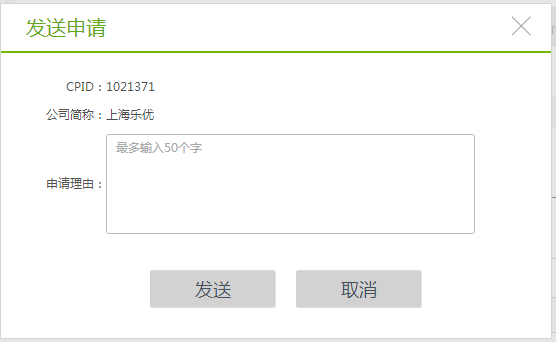 发送申请
CPID：1021371
公司简称：上海乐优
申请理由：
最多输入50个字
发送 取消